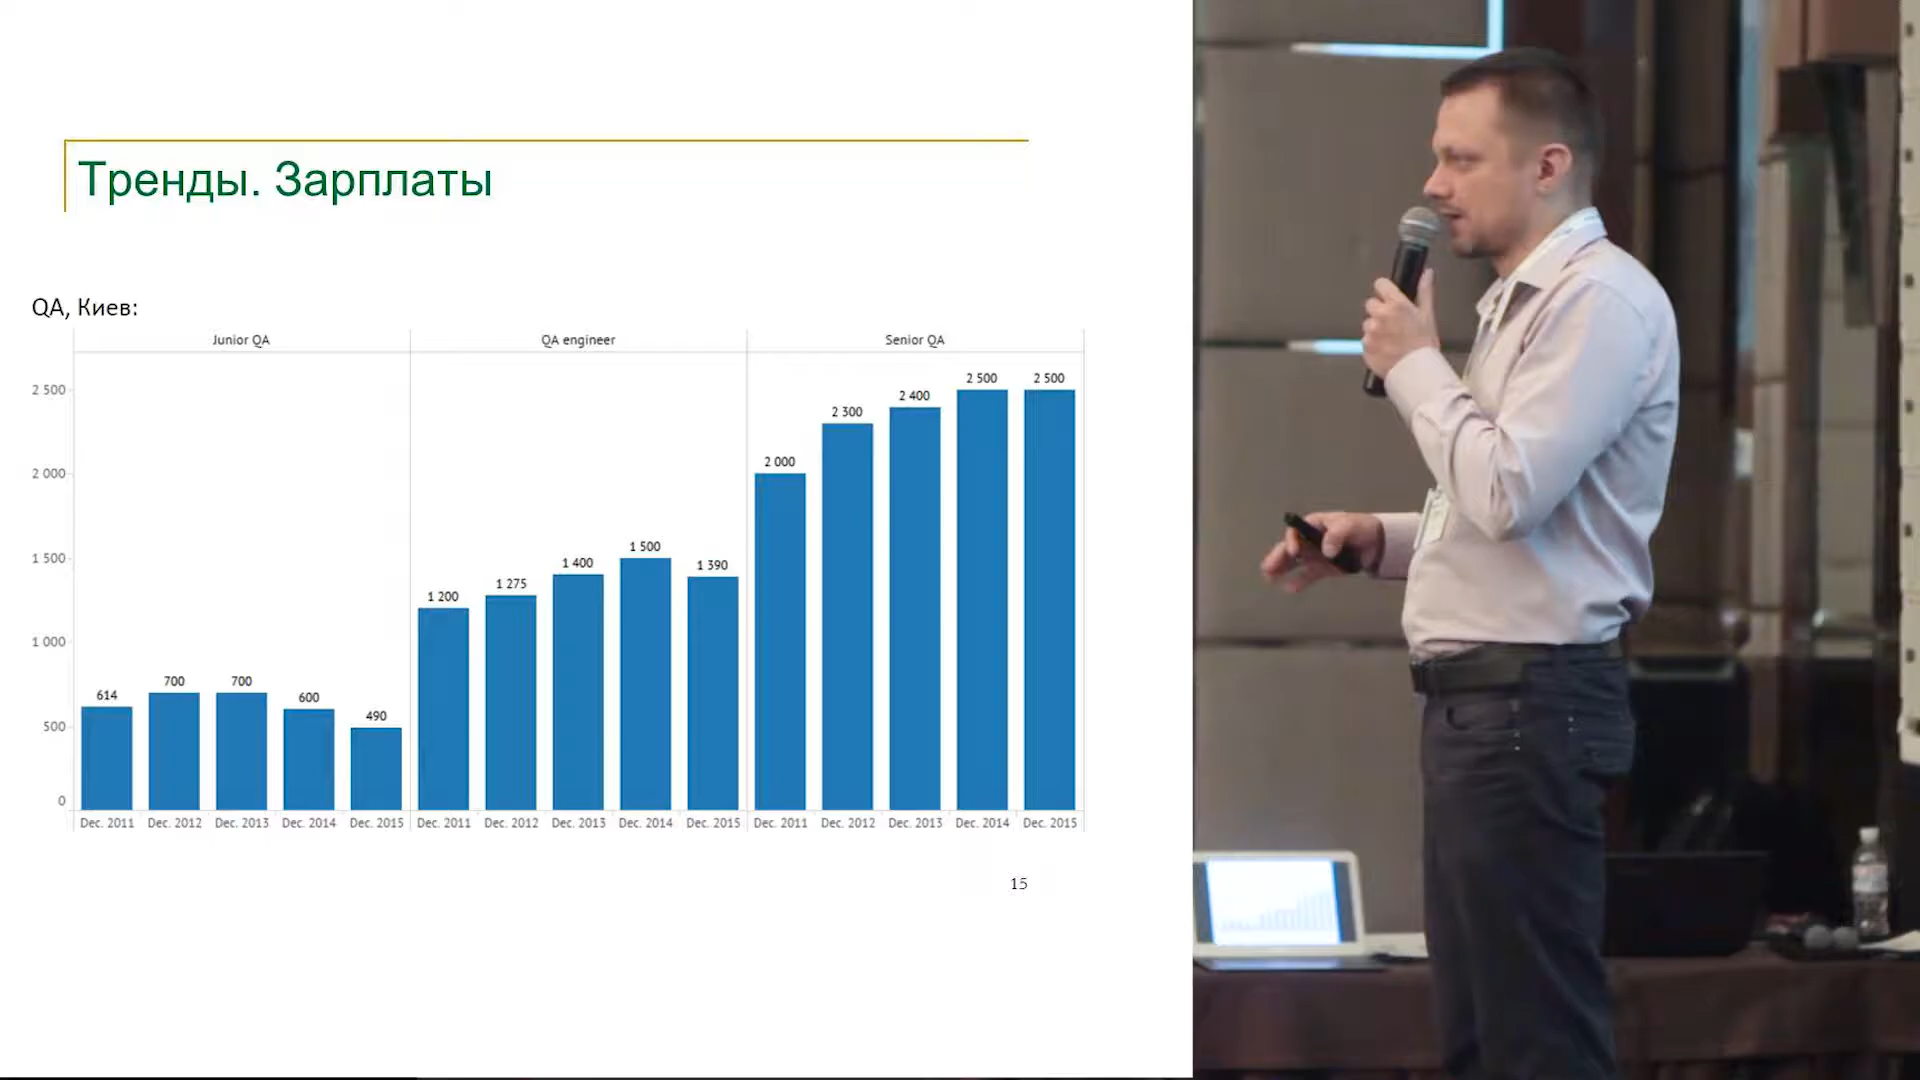 Тренды. Зарплаты
QA, Киев:
Junior QA QA engineer Senior QA
2 500
2 000
1 500
1 000
500
0
614 700 700 600 490 1 200 1 275 1 400 1 500 1 390 2 000 2 300 2 400 2 500 2 500
Dec. 2011 Dec. 2012 Dec. 2013 Dec. 2014 Dec. 2015 Dec. 2011 Dec. 2012 Dec. 2013 Dec. 2014 Dec. 2015 Dec. 2011 Dec. 2012 Dec. 2013 Dec. 2014 Dec. 2015
15